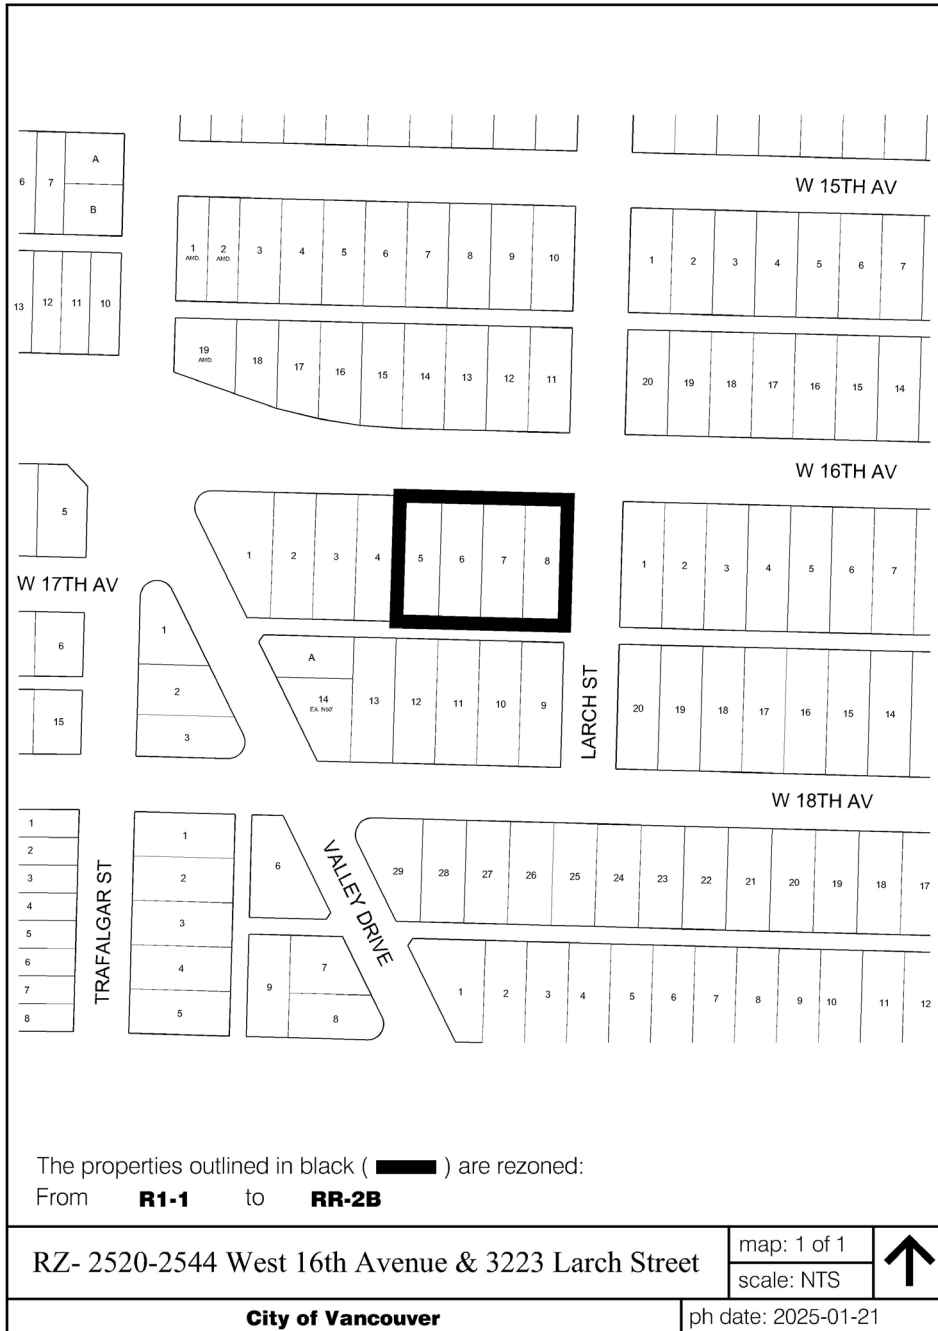 W 15TH AV
6 7 A
B
1 AMD. 2 AMD. 3 4 5 6 7 8 9 10
1 2 3 4 5 6 7
13 12 11 10
19 AMD. 18 17 16 15 14 13 12 11
20 19 18 17 16 15 14
W 16TH AV
5
1 2 3 4 5 6 7 8
1 2 3 4 5 6 7
W 17TH AV
6
15
1
2
3
A
14 EX. N50' 13 12 11 10 9
LARCH ST
20 19 18 17 16 15 14
W 18TH AV
1
2
3
4
5
6
7
8
TRAFALGAR ST
1
2
3
4
5
6
9 7
8
VALLEY DRIVE
29 28 27 26 25 24 23 22 21 20 19 18 17
1 2 3 4 5 6 7 8 9 10 11 12
The properties outlined in black ( ) are rezoned:
From R1-1 to RR-2B
RZ- 2520-2544 West 16th Avenue & 3223 Larch Street
map: 1 of 1
scale: NTS
City of Vancouver
ph date: 2025-01-21